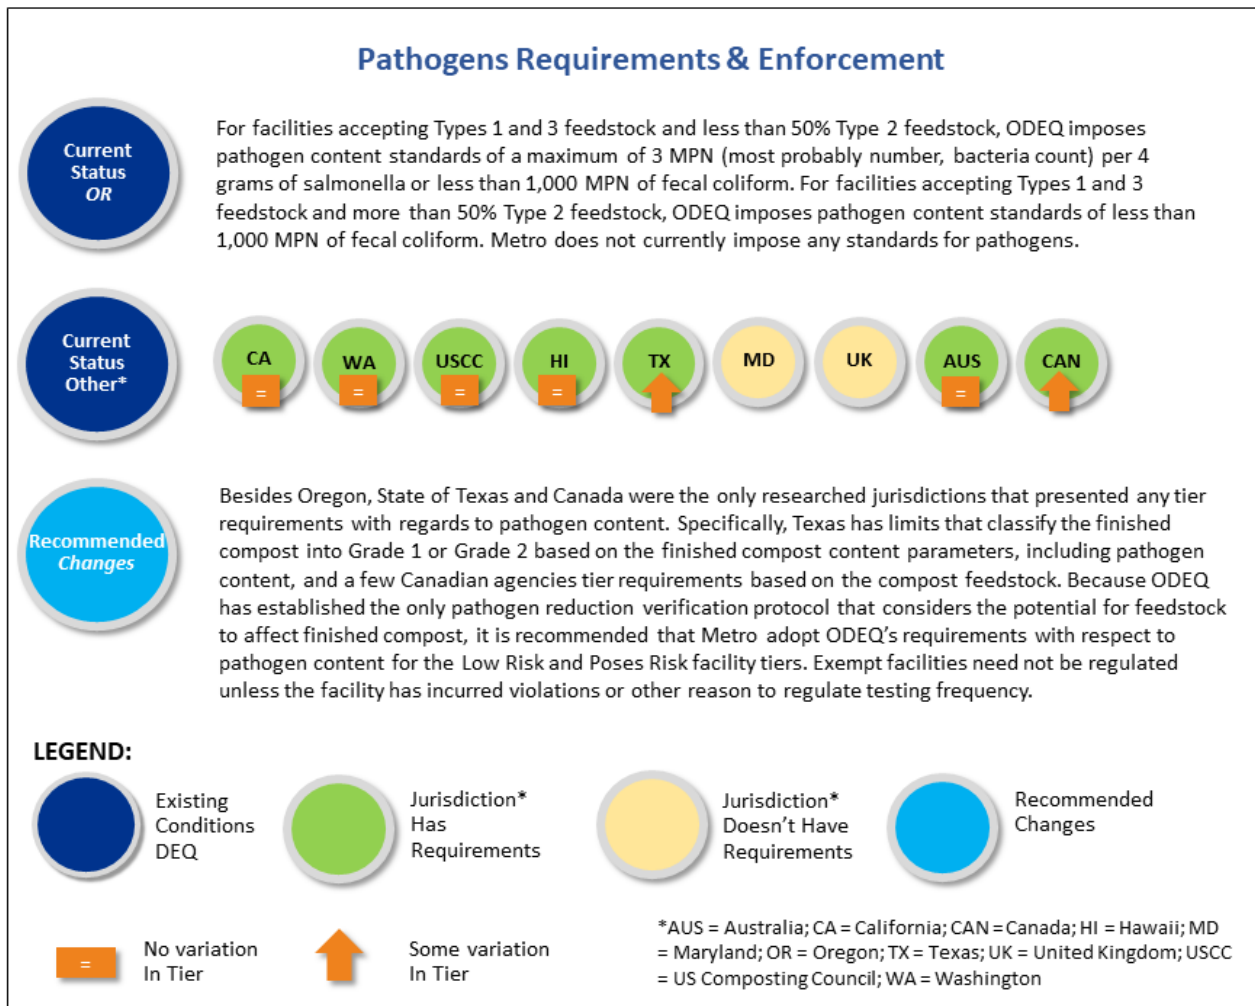 Pathogens Requirements & Enforcement
Current
Status
OR
For facilities accepting Types 1 and 3 feedstock and less than 50% Type 2 feedstock, ODEQ imposes
pathogen content standards of a maximum of 3 MPN (most probably number, bacteria count) per 4
grams of salmonella or less than 1,000 MPN of fecal coliform. For facilities accepting Types 1 and 3
feedstock and more than 50% Type 2 feedstock, ODEQ imposes pathogen content standards of less than
1,000 MPN of fecal coliform. Metro does not currently impose any standards for pathogens.
Current
Status
Other*
CA
=
WA
=
USCC
=
HI
=
TX
MD
UK
AUS
=
CAN
Recommended
Changes
Besides Oregon, State of Texas and Canada were the only researched jurisdictions that presented any tier
requirements with regards to pathogen content. Specifically, Texas has limits that classify the finished
compost into Grade 1 or Grade 2 based on the finished compost content parameters, including pathogen
content, and a few Canadian agencies tier requirements based on the compost feedstock. Because ODEQ
has established the only pathogen reduction verification protocol that considers the potential for feedstock
to affect finished compost, it is recommended that Metro adopt ODEQ's requirements with respect to
pathogen content for the Low Risk and Poses Risk facility tiers. Exempt facilities need not be regulated
unless the facility has incurred violations or other reason to regulate testing frequency.
LEGEND:
Existing
Conditions
DEQ
Jurisdiction*
Has
Requirements
Jurisdiction*
Doesn't Have
Requirements
Recommended
Changes
=
No variation
In Tier
Some variation
In Tier
*AUS = Australia; CA = California; CAN = Canada; HI = Hawaii; MD
= Maryland; OR = Oregon; TX = Texas; UK = United Kingdom; USCC
= US Composting Council; WA = Washington